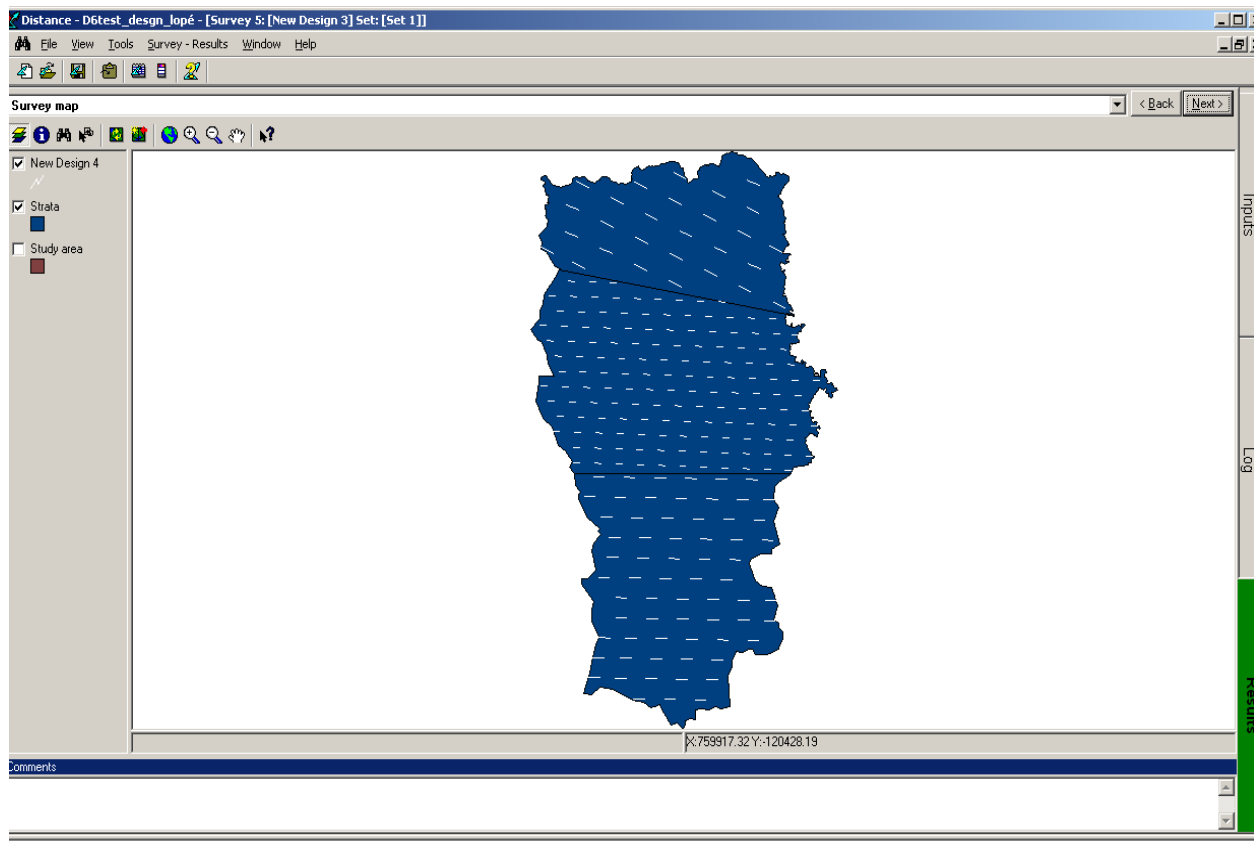 Distance - D6test_desgn_lopé - [Survey 5: [New Design 3] Set: [Set 1]]
File View Tools Survey - Results Window Help
Survey map
< Back Next >
New Design 4
Strata
Study area
Inputs
Log
Results
X:759917.32 Y:-120428.19
Comments